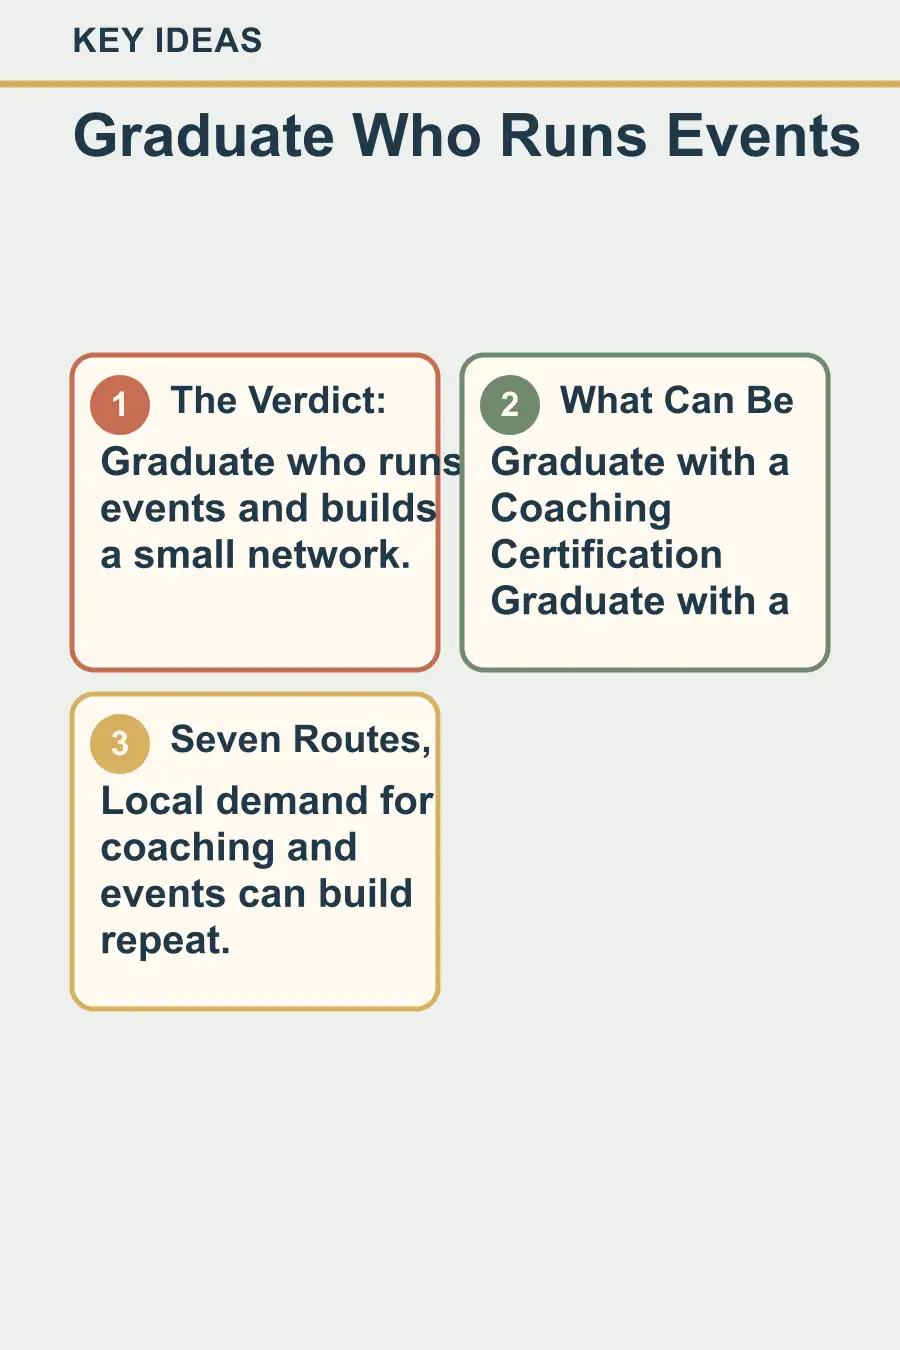 KEY IDEAS
Graduate Who Runs Events
1
The Verdict:
Graduate who runs
events and builds
a small network.
2
What Can Be
Graduate with a
Coaching
Certification
Graduate with a
3
Seven Routes,
Local demand for
coaching and
events can build
repeat.